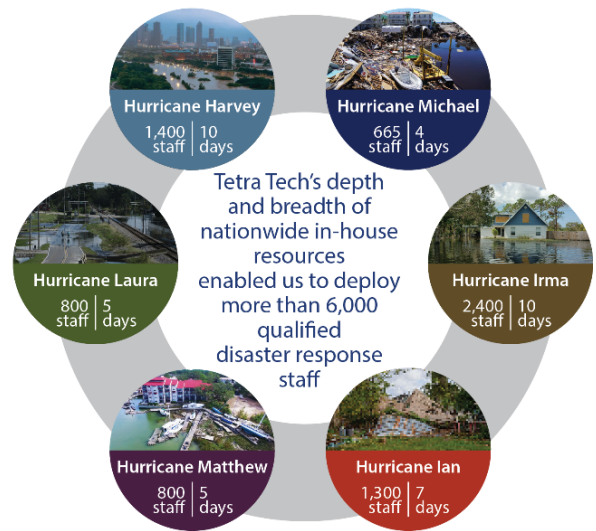 Hurricane Harvey
1,400 | 10
staff | days
Hurricane Michael
665 | 4
staff | days
Tetra Tech's depth
and breadth of
nationwide in-house
resources
enabled us to deploy
more than 6,000
qualified
disaster response
staff
Hurricane Laura
800 | 5
staff | days
Hurricane Irma
2,400 | 10
staff | days
Hurricane Matthew
800 | 5
staff | days
Hurricane Ian
1,300 | 7
staff | days